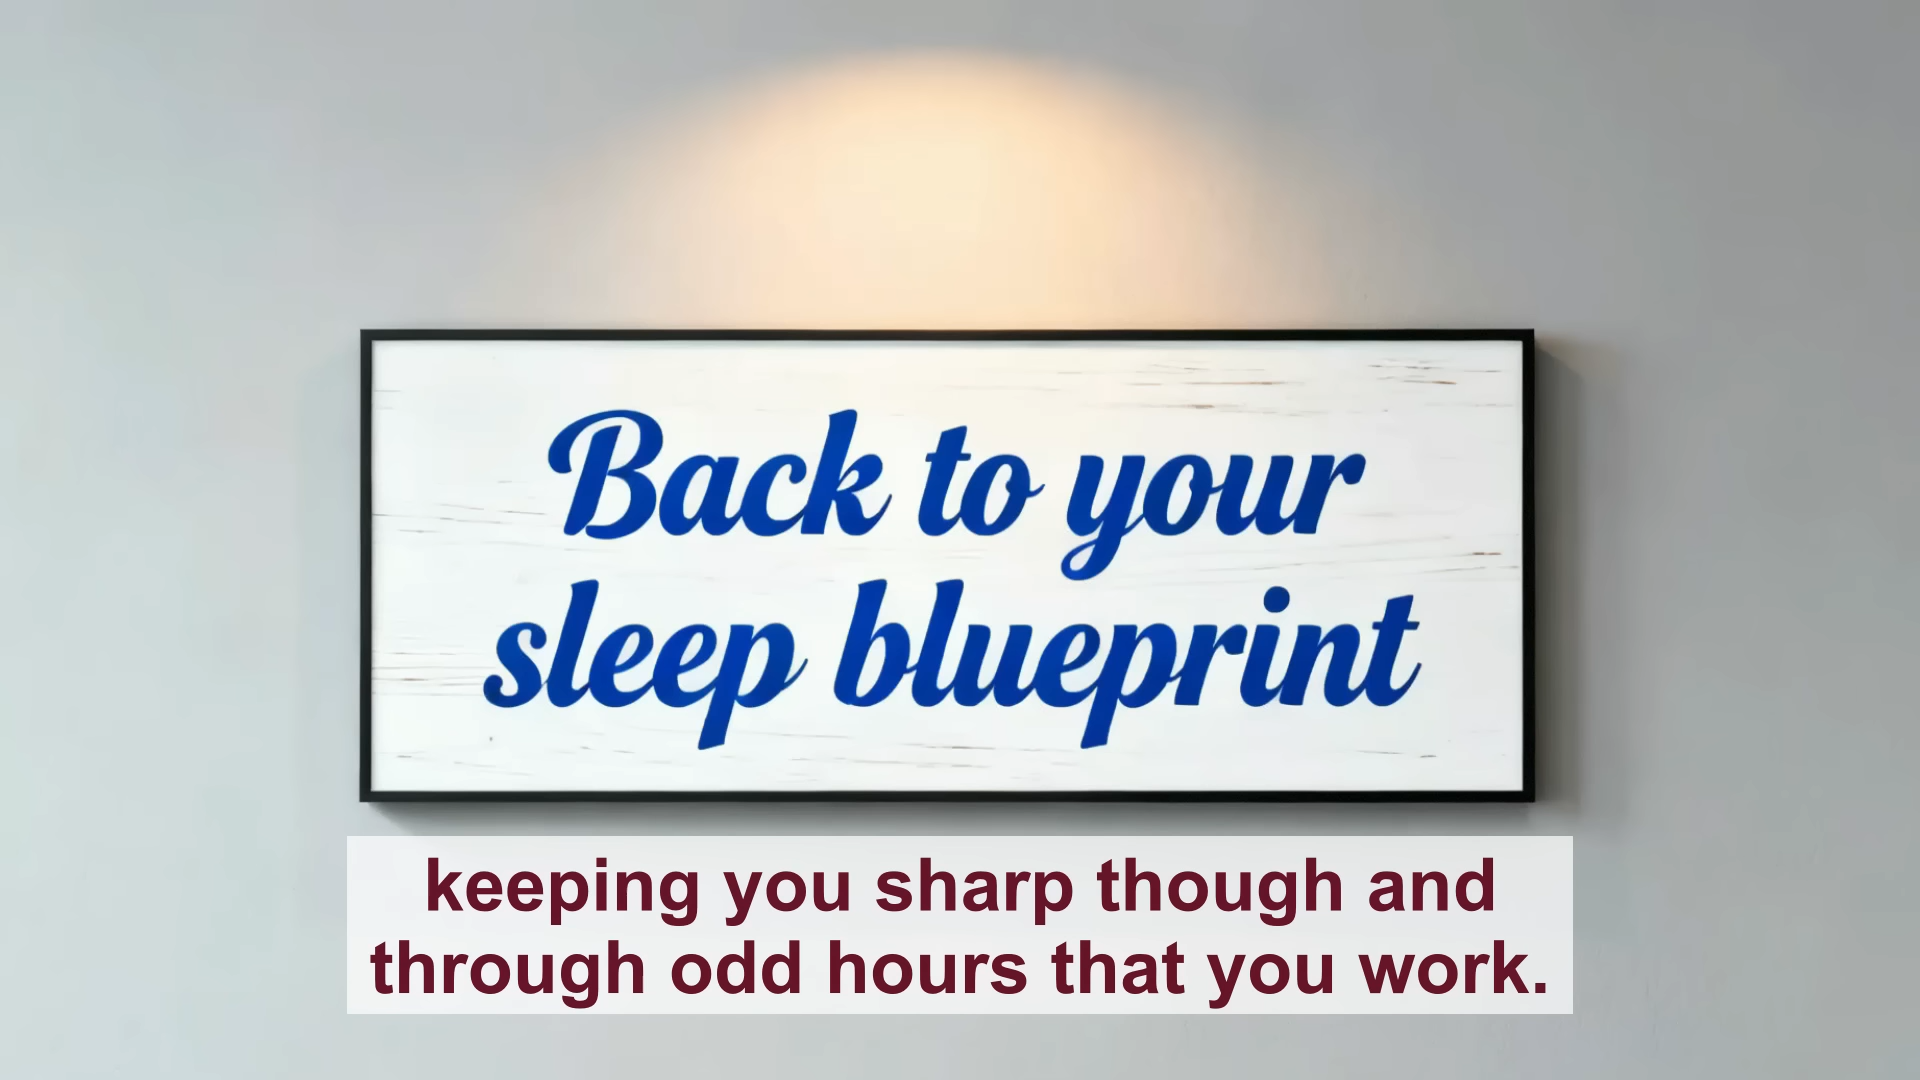 Back to your
sleep blueprint
keeping you sharp though and
through odd hours that you work.